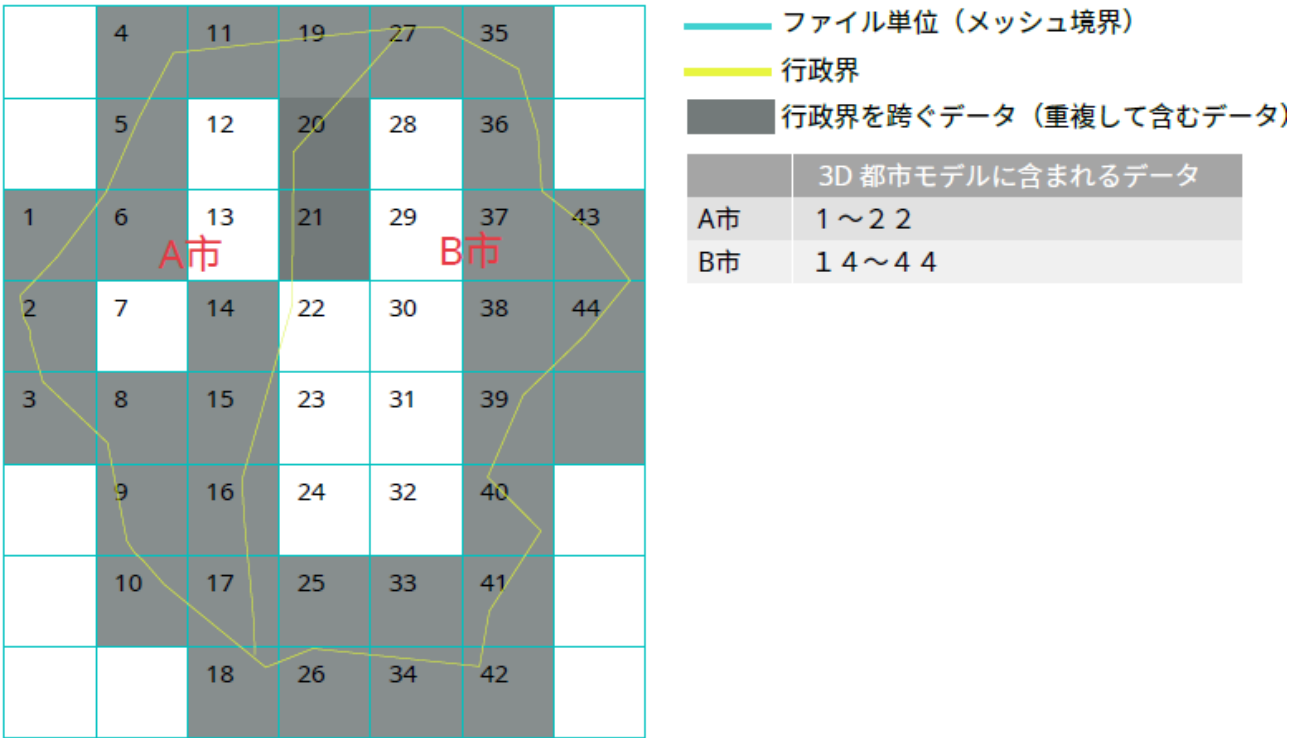 4 11 19 27 35
5 12 20 28 36
1 6 13 21 29 37 43
A市 B市
2 7 14 22 30 38 44
3 8 15 23 31 39
9 16 24 32 40
10 17 25 33 41
18 26 34 42
ファイル単位（メッシュ境界）
行政界
行政界を跨ぐデータ（重複して含むデータ）
3D 都市モデルに含まれるデータ
A市 １～２２
B市 １４～４４